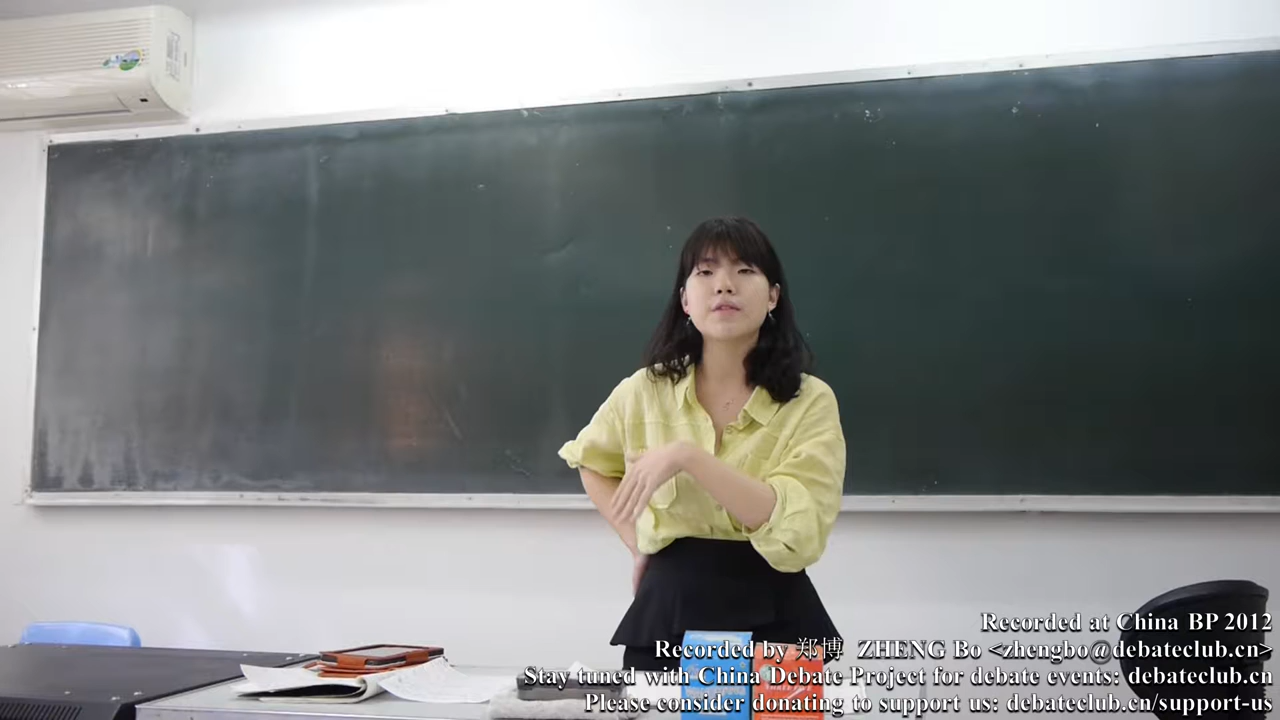 Recorded at China BP 2012
Recorded by 郑博 ZHENG Bo <zhengbo@debateclub.cn>
Stay tuned with China Debate Project for debate events: debateclub.cn
Please consider donating to support us: debateclub.cn/support-us